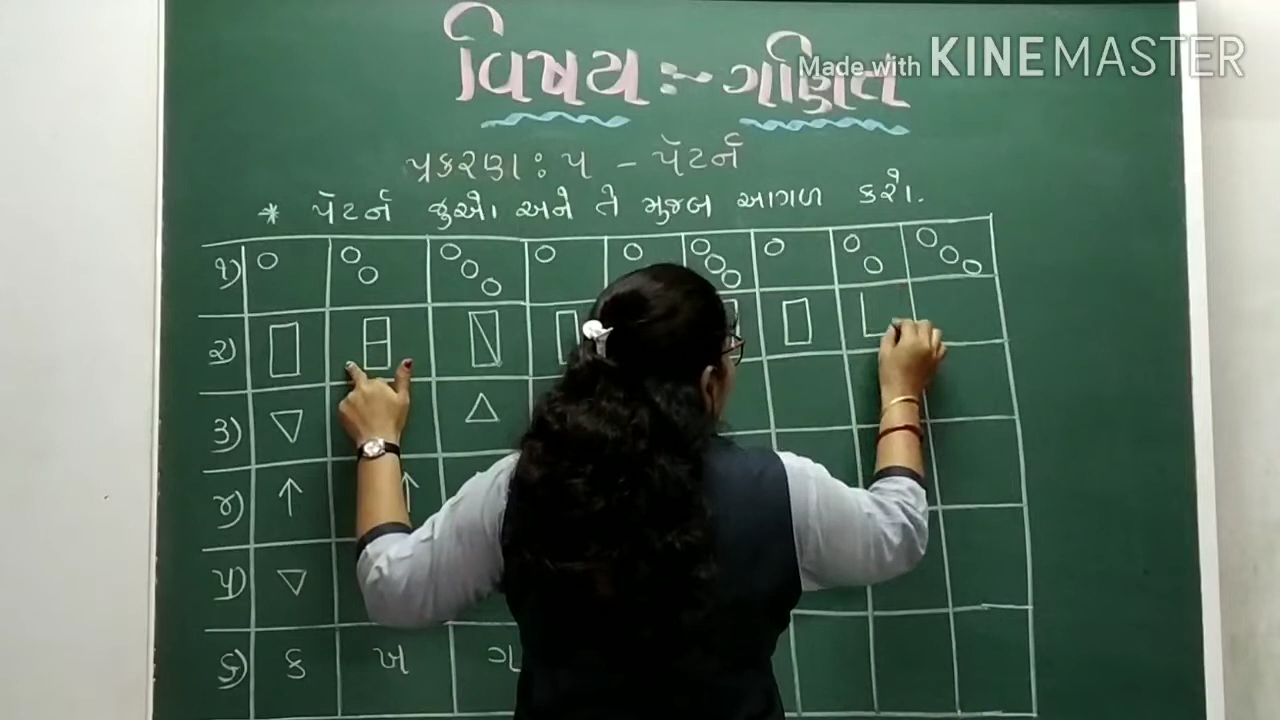 Made with KINEMASTER
વિષય :- ગણિત
પ્રકરણ : ૫ - પૅટર્ન
* પૅટર્ન જુઓ અને તે મુજબ આગળ કરો.
૧)
૨)
૩)
૪)
૫)
૬) ક ખ ગ